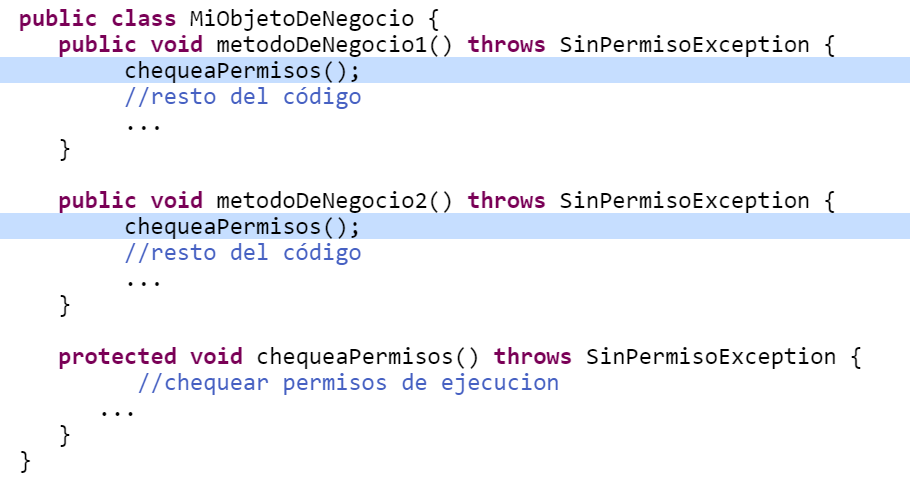 public class MiObjetoDeNegocio {
public void metodoDeNegocio1() throws SinPermisoException {
chequeaPermisos();
//resto del código
...
}
public void metodoDeNegocio2() throws SinPermisoException {
chequeaPermisos();
//resto del código
...
}
protected void chequeaPermisos() throws SinPermisoException {
//chequear permisos de ejecucion
...
}
}